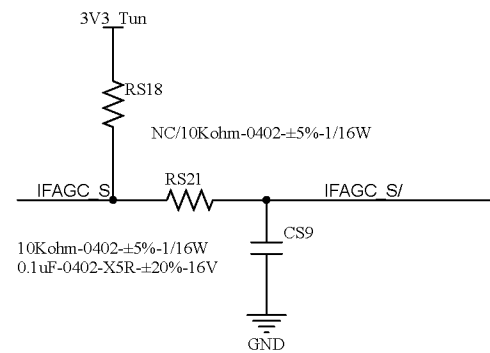 3V3_Tun
RS18
NC/10Kohm-0402-±5%-1/16W
RS21
IFAGC_S
IFAGC_S/
CS9
10Kohm-0402-±5%-1/16W
0.1uF-0402-X5R-±20%-16V
GND